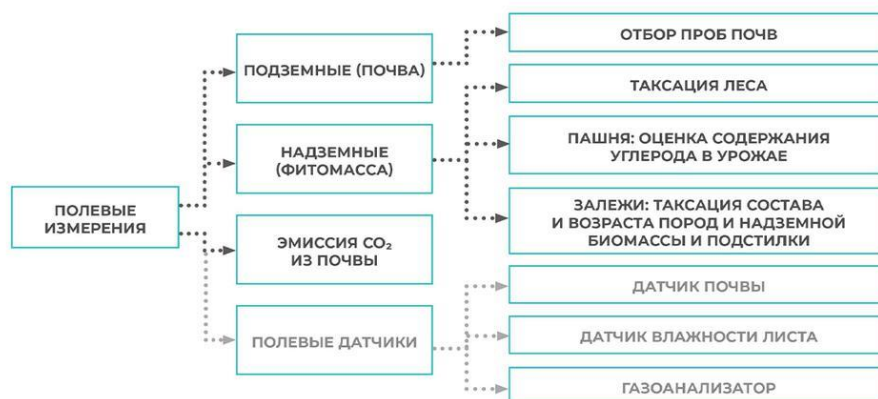 ПОЛЕВЫЕ
ИЗМЕРЕНИЯ
ПОДЗЕМНЫЕ (ПОЧВА)
НАДЗЕМНЫЕ
(ФИТОМАССА)
ЭМИССИЯ CO₂
ИЗ ПОЧВЫ
ПОЛЕВЫЕ ДАТЧИКИ
ОТБОР ПРОБ ПОЧВ
ТАКСАЦИЯ ЛЕСА
ПАШНЯ: ОЦЕНКА СОДЕРЖАНИЯ
УГЛЕРОДА В УРОЖАЕ
ЗАЛЕЖИ: ТАКСАЦИЯ СОСТАВА
И ВОЗРАСТА ПОРОД И НАДЗЕМНОЙ
БИОМАССЫ И ПОДСТИЛКИ
ДАТЧИК ПОЧВЫ
ДАТЧИК ВЛАЖНОСТИ ЛИСТА
ГАЗОАНАЛИЗАТОР